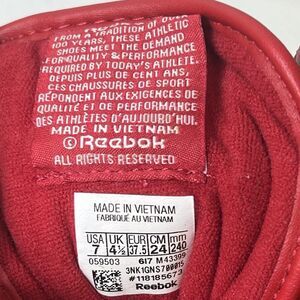 FROM A TRADITION OF OVER
100 YEARS, THESE ATHLETIC
SHOES MEET THE DEMAND
FOR QUALITY & PERFORMANCE
REQUIRED BY TODAY'S ATHLETE.
DEPUIS PLUS DE CENT ANS,
CES CHAUSSURES DE SPORT
RÉPONDENT AUX EXIGENCES DE
QUALITÉ ET DE PERFORMANCE
DES ATHLÈTES D'AUJOURD'HUI.
MADE IN VIETNAM
©Reebok
ALL RIGHTS RESERVED
MADE IN VIETNAM
FABRIQUÉ AU VIETNAM
USA UK EUR CM mm
7 4½ 37.5 24 240
059503 6I7 M43399
3NK1GNS700015
Reebok